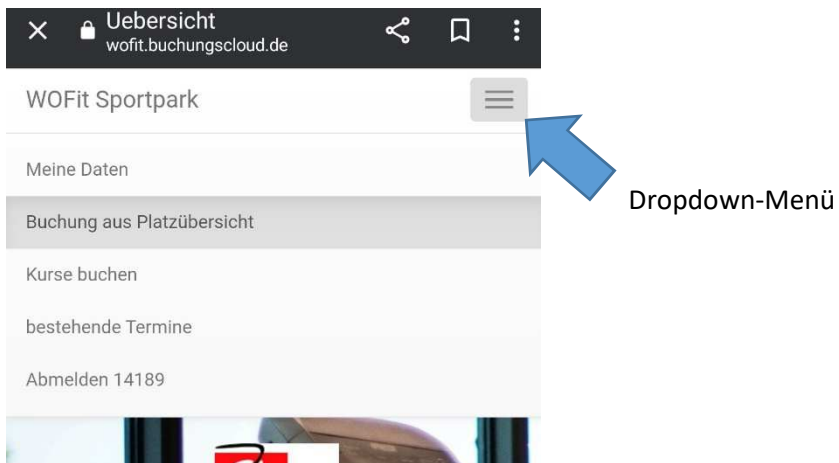 Uebersicht
wofit.buchungscloud.de
WOFit Sportpark
Meine Daten
Dropdown-Menü
Buchung aus Platzübersicht
Kurse buchen
bestehende Termine
Abmelden 14189